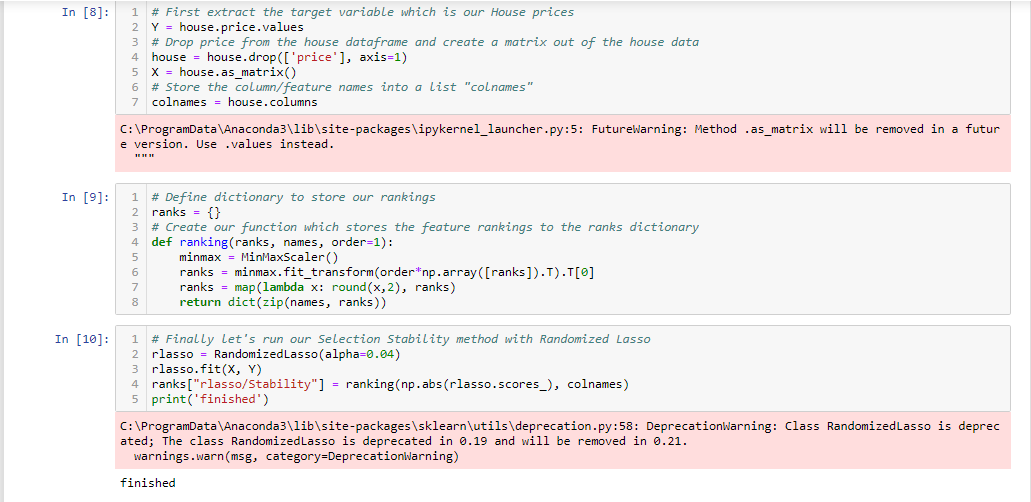 In [8]:
1 # First extract the target variable which is our House prices
2 Y = house.price.values
3 # Drop price from the house dataframe and create a matrix out of the house data
4 house = house.drop(['price'], axis=1)
5 X = house.as_matrix()
6 # Store the column/feature names into a list "colnames"
7 colnames = house.columns
C:\ProgramData\Anaconda3\lib\site-packages\ipykernel_launcher.py:5: FutureWarning: Method .as_matrix will be removed in a futur
e version. Use .values instead.
"""
In [9]:
1 # Define dictionary to store our rankings
2 ranks = {}
3 # Create our function which stores the feature rankings to the ranks dictionary
4 def ranking(ranks, names, order=1):
5     minmax = MinMaxScaler()
6     ranks = minmax.fit_transform(order*np.array([ranks]).T).T[0]
7     ranks = map(lambda x: round(x,2), ranks)
8     return dict(zip(names, ranks))
In [10]:
1 # Finally let's run our Selection Stability method with Randomized Lasso
2 rlasso = RandomizedLasso(alpha=0.04)
3 rlasso.fit(X, Y)
4 ranks["rlasso/Stability"] = ranking(np.abs(rlasso.scores_), colnames)
5 print('finished')
C:\ProgramData\Anaconda3\lib\site-packages\sklearn\utils\deprecation.py:58: DeprecationWarning: Class RandomizedLasso is deprec
ated; The class RandomizedLasso is deprecated in 0.19 and will be removed in 0.21.
warnings.warn(msg, category=DeprecationWarning)
finished